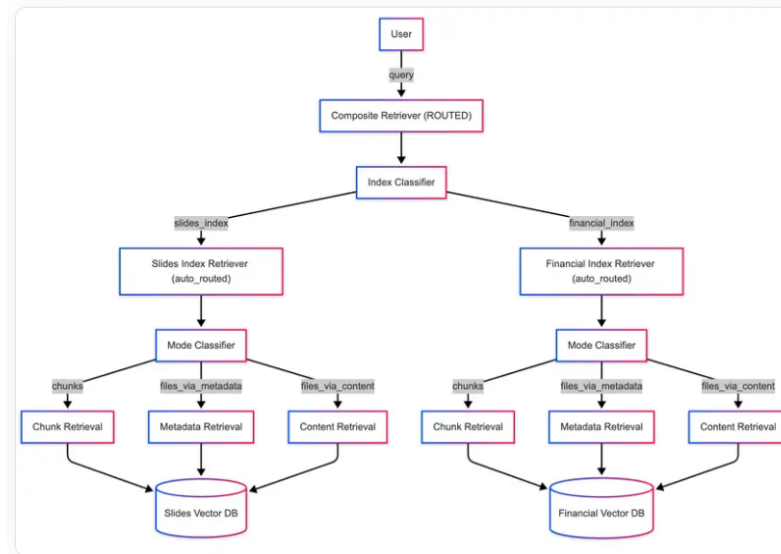 User
query
Composite Retriever (ROUTED)
Index Classifier
slides_index
financial_index
Slides Index Retriever
(auto_routed)
Financial Index Retriever
(auto_routed)
Mode Classifier
Mode Classifier
chunks
files_via_metadata
files_via_content
chunks
files_via_metadata
files_via_content
Chunk Retrieval
Metadata Retrieval
Content Retrieval
Chunk Retrieval
Metadata Retrieval
Content Retrieval
Slides Vector DB
Financial Vector DB